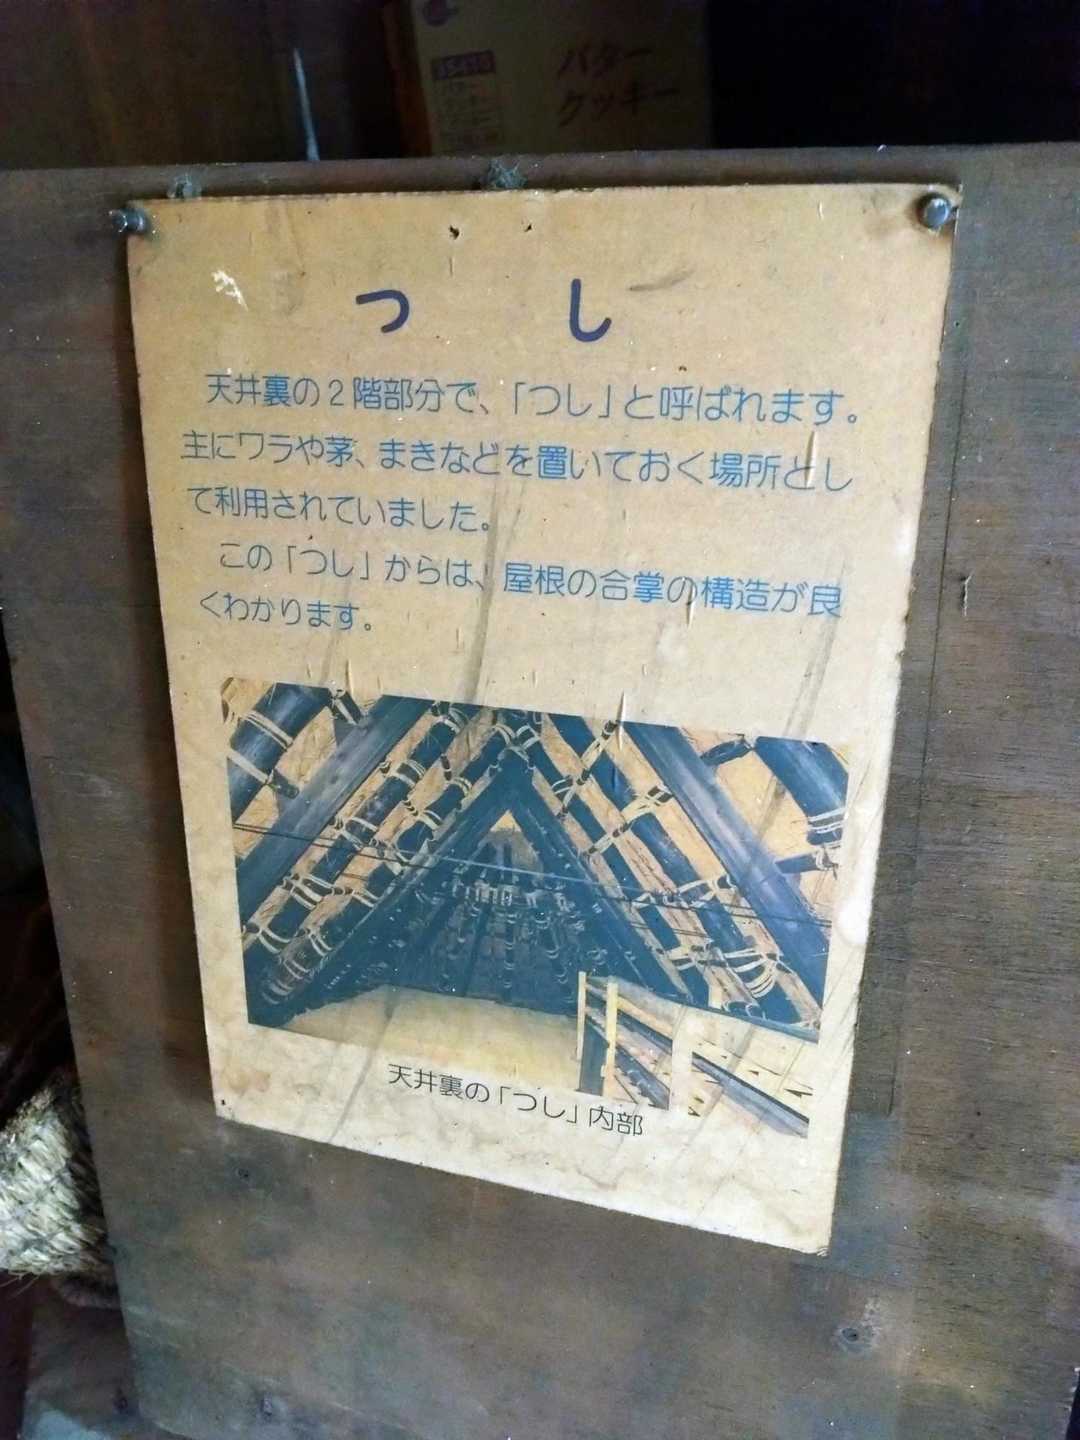 バター
クッキー
つし
天井裏の2階部分で、「つし」と呼ばれます。
主にワラや茅、まきなどを置いておく場所とし
て利用されていました。
この「つし」からは、屋根の合掌の構造が良
くわかります。
天井裏の「つし」内部